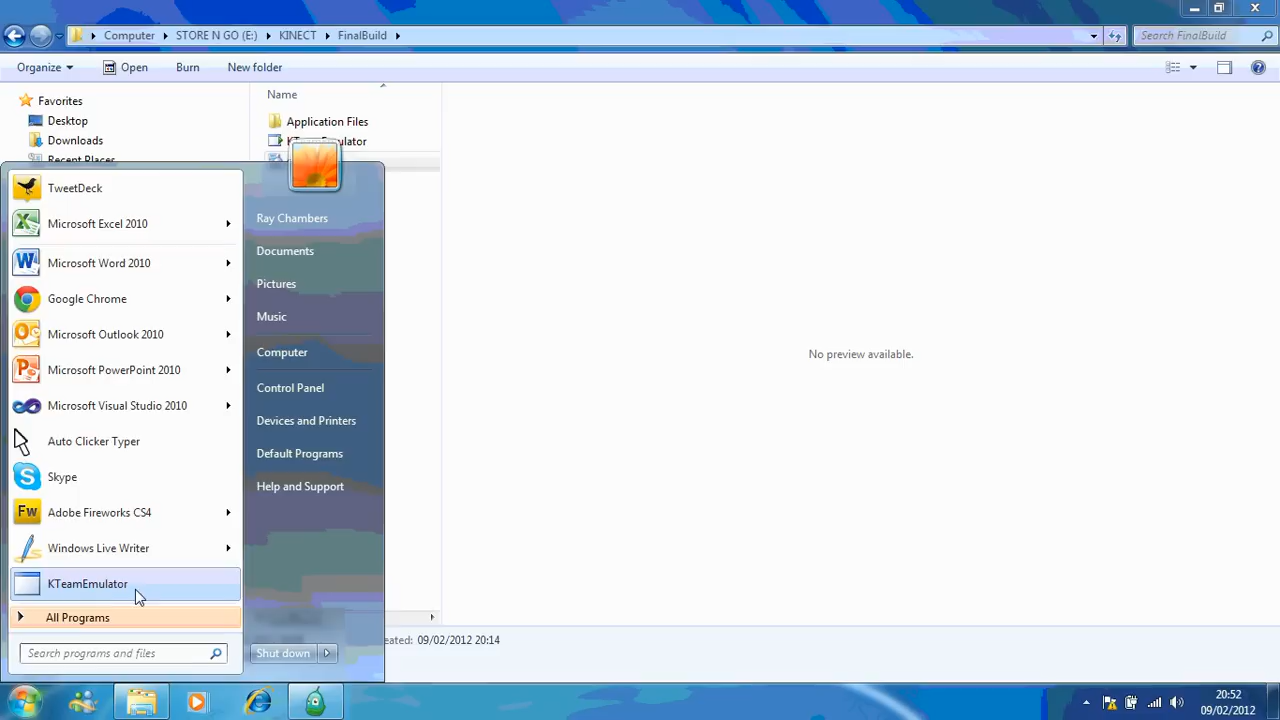 Computer
STORE N GO (E:)
KINECT
FinalBuild
Search FinalBuild
Organize
Open
Burn
New folder
Favorites
Desktop
Downloads
Recent Places
Name
Application Files
KTeamEmulator
TweetDeck
Microsoft Excel 2010
Microsoft Word 2010
Google Chrome
Microsoft Outlook 2010
Microsoft PowerPoint 2010
Microsoft Visual Studio 2010
Auto Clicker Typer
Skype
Fw Adobe Fireworks CS4
Windows Live Writer
KTeamEmulator
All Programs
Search programs and files
Ray Chambers
Documents
Pictures
Music
Computer
Control Panel
Devices and Printers
Default Programs
Help and Support
Shut down
No preview available.
09/02/2012 20:14
20:52
09/02/2012